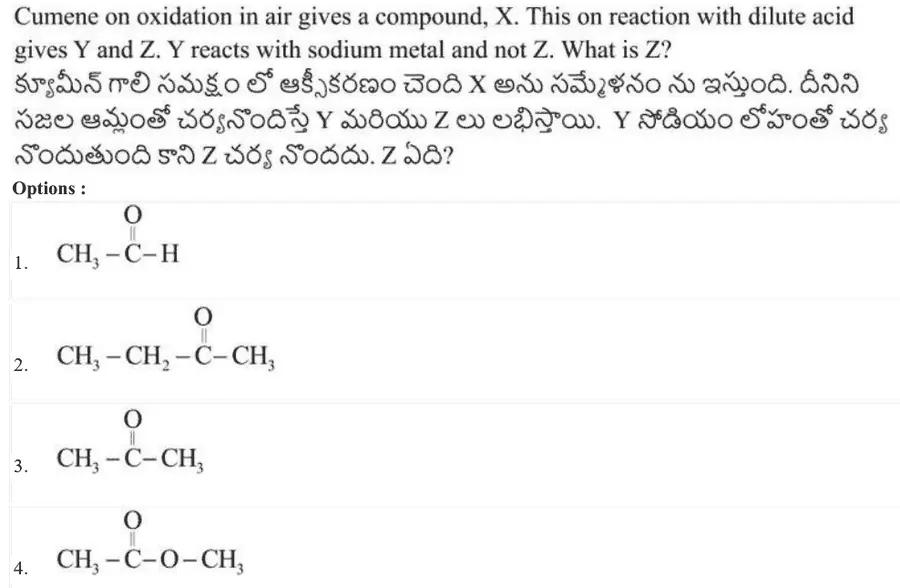 Cumene on oxidation in air gives a compound, X. This on reaction with dilute acid
gives Y and Z. Y reacts with sodium metal and not Z. What is Z?
క్యూమీన్ గాలి సమక్షం లో ఆక్సీకరణం చెంది X అను సమ్మేళనం ను ఇస్తుంది. దీనిని
సజల ఆమ్లంతో చర్యనొందిస్తే Y మరియు Z లు లభిస్తాయి. Y సోడియం లోహంతో చర్య
నొందుతుంది కాని Z చర్య నొందదు. Z ఏది?
Options :
O
||
1. CH₃ – C – H
O
||
2. CH₃ – CH₂ – C – CH₃
O
||
3. CH₃ – C – CH₃
O
||
4. CH₃ – C – O – CH₃